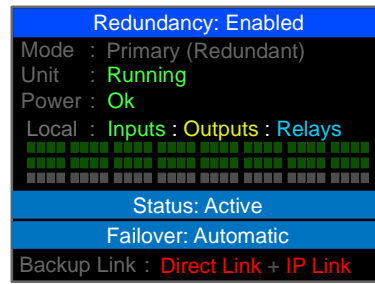 Redundancy: Enabled
Mode : Primary (Redundant)
Unit : Running
Power : Ok
Local : Inputs : Outputs : Relays
Status: Active
Failover: Automatic
Backup Link : Direct Link + IP Link